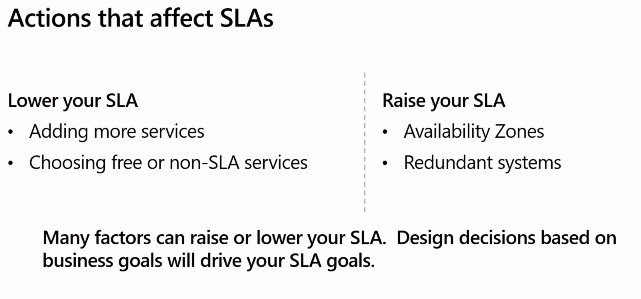 Actions that affect SLAs
Lower your SLA
• Adding more services
• Choosing free or non-SLA services
Raise your SLA
• Availability Zones
• Redundant systems
Many factors can raise or lower your SLA.  Design decisions based on
business goals will drive your SLA goals.